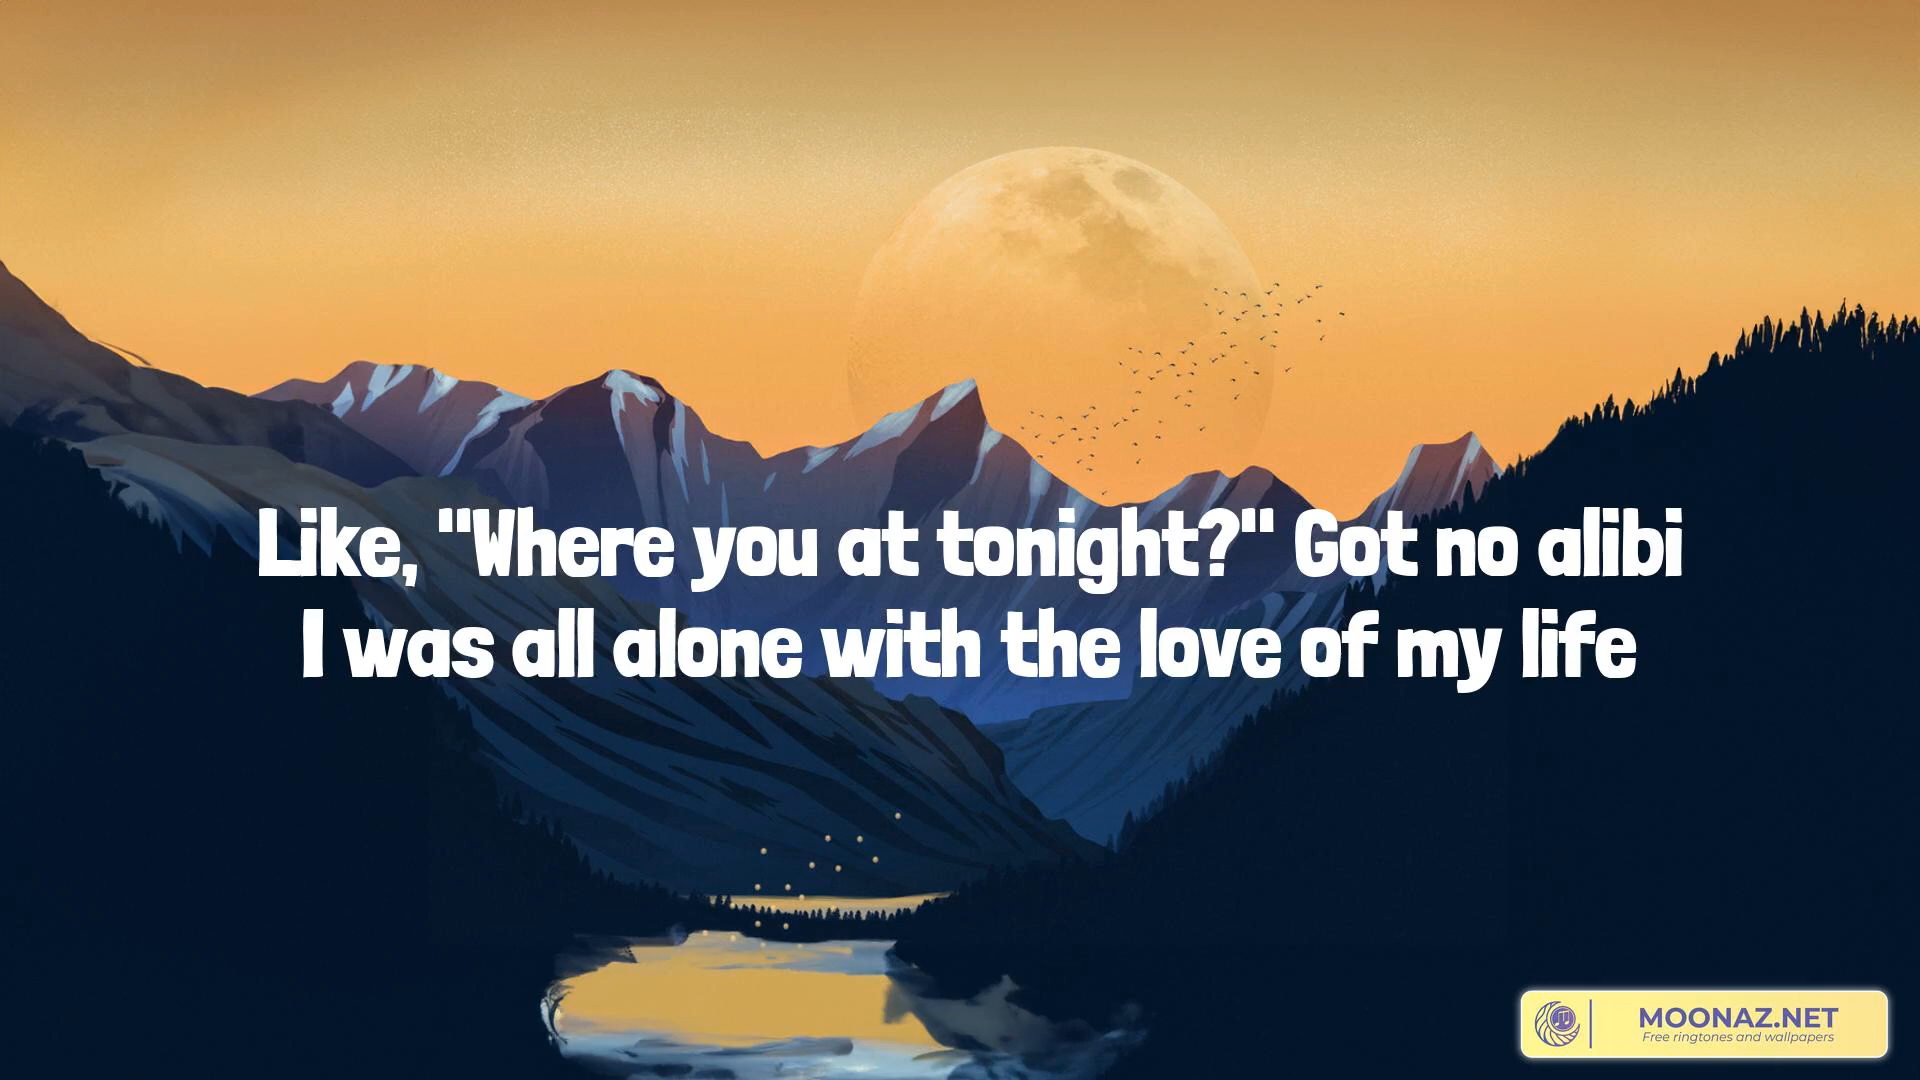 Like, "Where you at tonight?" Got no alibi
I was all alone with the love of my life
MOONAZ.NET
Free ringtones and wallpapers